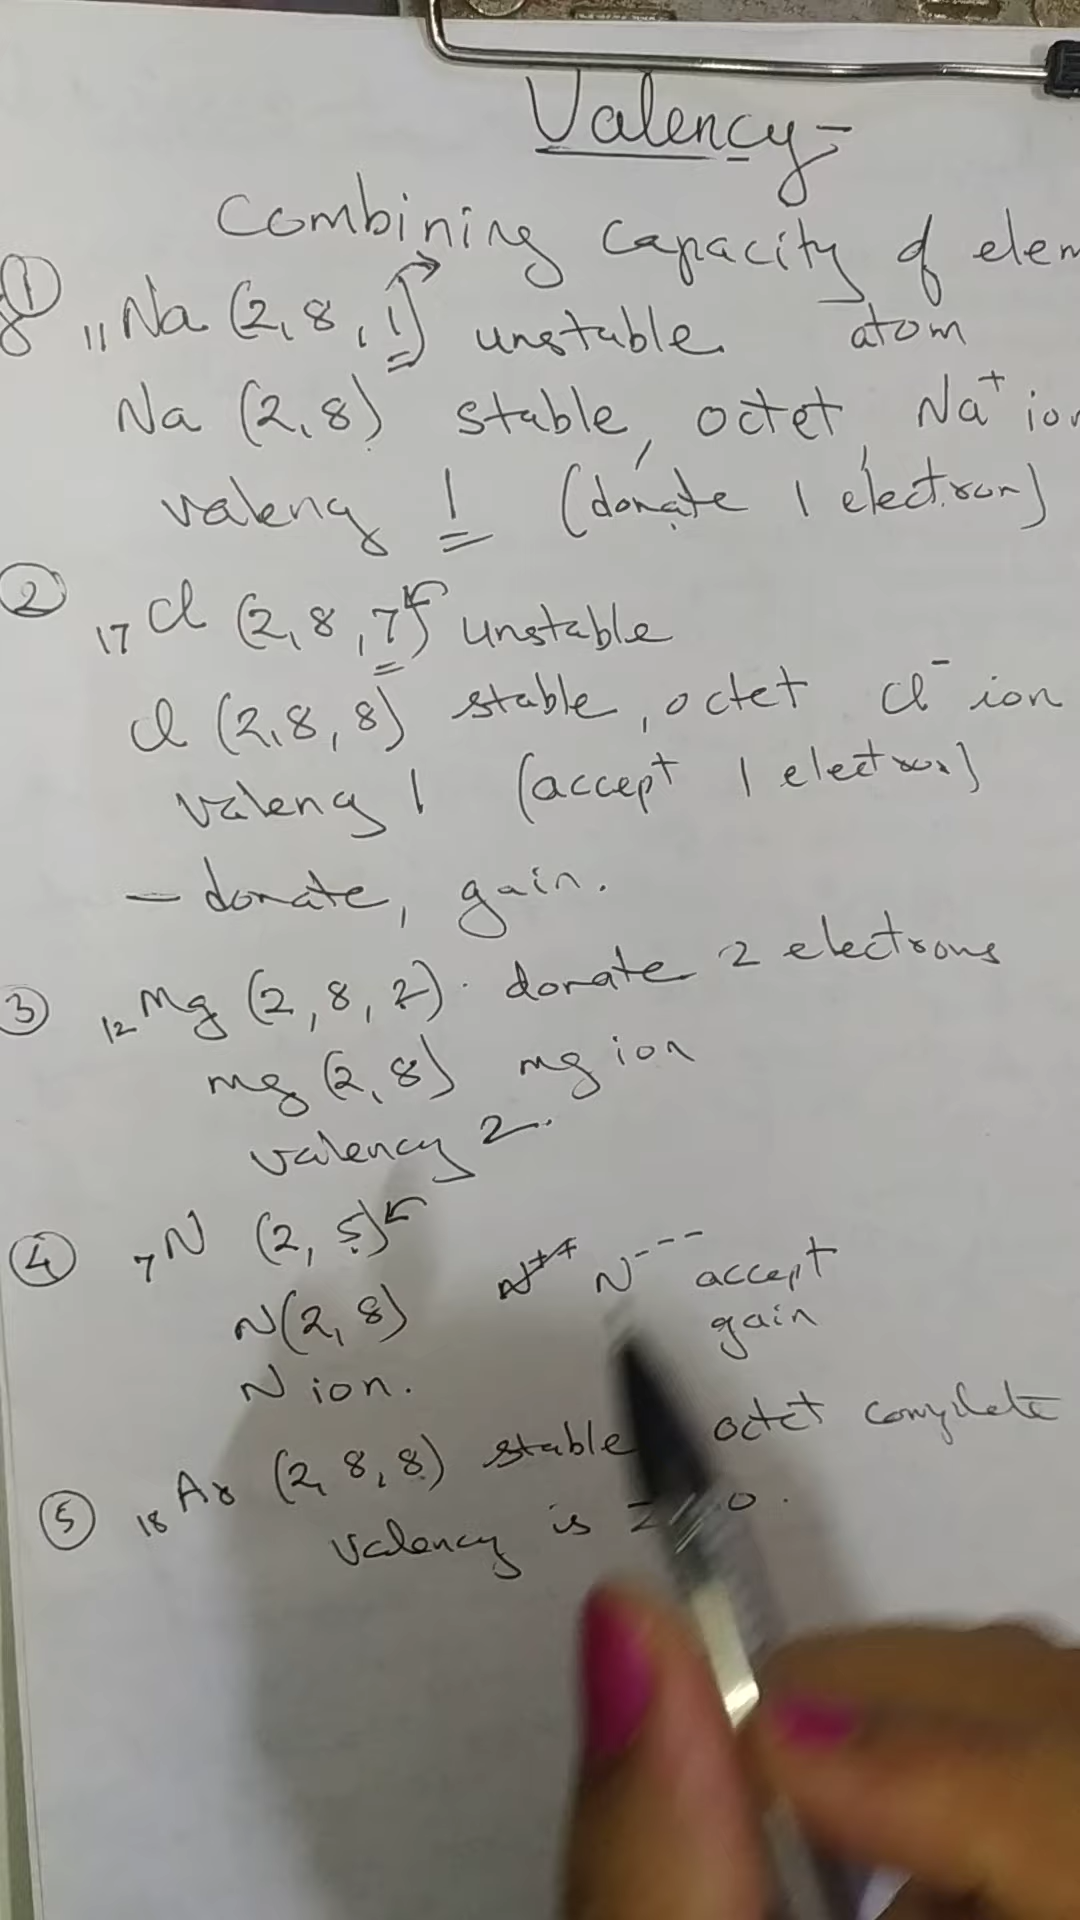 Valency-
Combining capacity of elem
① 11Na (2,8,1) unstable atom
Na (2,8) stable, octet, Na⁺ ion
valency 1 (donate 1 electron)
② 17Cl (2,8,7) unstable
Cl (2,8,8) stable, octet Cl⁻ ion
valency 1 (accept 1 electron)
- donate, gain.
③ 12Mg (2,8,2). donate 2 electrons
mg (2,8) mg ion
valency 2.
④ 7N (2,5)
N(2,8) N⁺⁺ N⁻⁻⁻ accept
gain
N ion.
⑤ 18Ar (2,8,8) stable octet complete
valency is